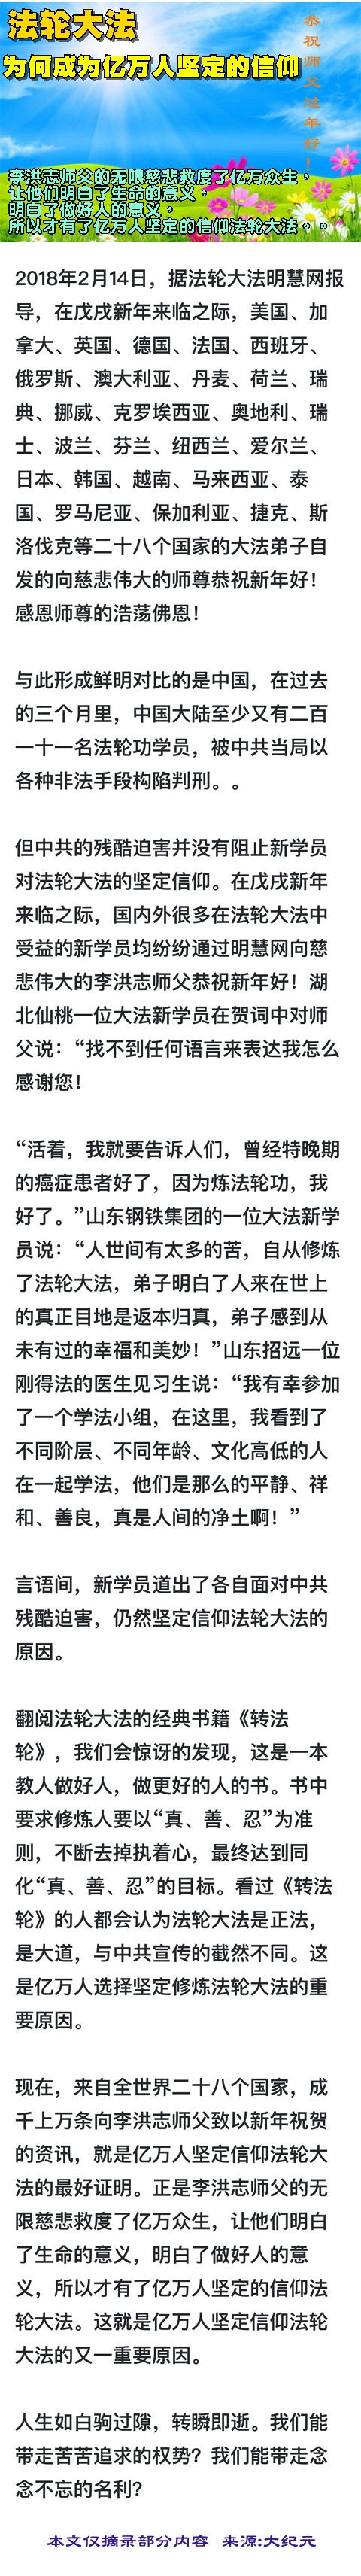 法轮大法
为何成为亿万人坚定的信仰
恭祝师父过年好!
李洪志师父的无限慈悲救度了亿万众生，
让他们明白了生命的意义，
明白了做好人的意义，
所以才有了亿万人坚定的信仰法轮大法。。
2018年2月14日，据法轮大法明慧网报
导，在戊戌新年来临之际，美国、加
拿大、英国、德国、法国、西班牙、
俄罗斯、澳大利亚、丹麦、荷兰、瑞
典、挪威、克罗埃西亚、奥地利、瑞
士、波兰、芬兰、纽西兰、爱尔兰、
日本、韩国、越南、马来西亚、泰
国、罗马尼亚、保加利亚、捷克、斯
洛伐克等二十八个国家的大法弟子自
发的向慈悲伟大的师尊恭祝新年好！
感恩师尊的浩荡佛恩！
与此形成鲜明对比的是中国，在过去
的三个月里，中国大陆至少又有二百
一十一名法轮功学员，被中共当局以
各种非法手段构陷判刑。。
但中共的残酷迫害并没有阻止新学员
对法轮大法的坚定信仰。在戊戌新年
来临之际，国内外很多在法轮大法中
受益的新学员均纷纷通过明慧网向慈
悲伟大的李洪志师父恭祝新年好！湖
北仙桃一位大法新学员在贺词中对师
父说：“找不到任何语言来表达我怎么
感谢您！
“活着，我就要告诉人们，曾经特晚期
的癌症患者好了，因为炼法轮功，我
好了。”山东钢铁集团的一位大法新学
员说：“人世间有太多的苦，自从修炼
了法轮大法，弟子明白了人来在世上
的真正目地是返本归真，弟子感到从
未有过的幸福和美妙！”山东招远一位
刚得法的医生见习生说：“我有幸参加
了一个学法小组，在这里，我看到了
不同阶层、不同年龄、文化高低的人
在一起学法，他们是那么的平静、祥
和、善良，真是人间的净土啊！”
言语间，新学员道出了各自面对中共
残酷迫害，仍然坚定信仰法轮大法的
原因。
翻阅法轮大法的经典书籍《转法
轮》，我们会惊讶的发现，这是一本
教人做好人，做更好的人的书。书中
要求修炼人要以“真、善、忍”为准
则，不断去掉执着心，最终达到同
化“真、善、忍”的目标。看过《转法
轮》的人都会认为法轮大法是正法，
是大道，与中共宣传的截然不同。这
是亿万人选择坚定修炼法轮大法的重
要原因。
现在，来自全世界二十八个国家，成
千上万条向李洪志师父致以新年祝贺
的资讯，就是亿万人坚定信仰法轮大
法的最好证明。正是李洪志师父的无
限慈悲救度了亿万众生，让他们明白
了生命的意义，明白了做好人的意
义，所以才有了亿万人坚定的信仰法
轮大法。这就是亿万人坚定信仰法轮
大法的又一重要原因。
人生如白驹过隙，转瞬即逝。我们能
带走苦苦追求的权势？我们能带走念
念不忘的名利？
本文仅摘录部分内容 来源:大纪元